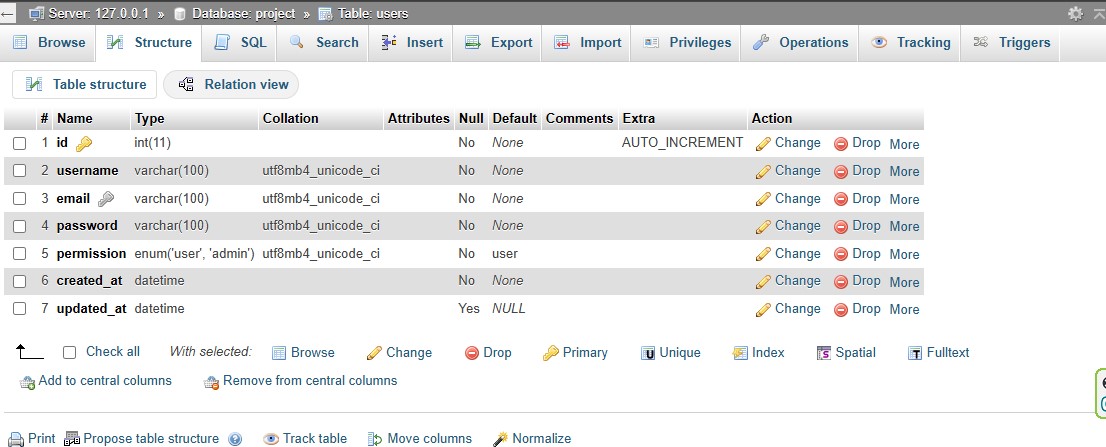 Server: 127.0.0.1 » Database: project » Table: users
Browse Structure SQL Search Insert Export Import Privileges Operations Tracking Triggers
Table structure Relation view
# Name Type Collation Attributes Null Default Comments Extra Action
1 id int(11) No None AUTO_INCREMENT Change Drop More
2 username varchar(100) utf8mb4_unicode_ci No None Change Drop More
3 email varchar(100) utf8mb4_unicode_ci No None Change Drop More
4 password varchar(100) utf8mb4_unicode_ci No None Change Drop More
5 permission enum('user', 'admin') utf8mb4_unicode_ci No user Change Drop More
6 created_at datetime No None Change Drop More
7 updated_at datetime Yes NULL Change Drop More
Check all With selected: Browse Change Drop Primary Unique Index Spatial Fulltext
Add to central columns Remove from central columns
Print Propose table structure Track table Move columns Normalize